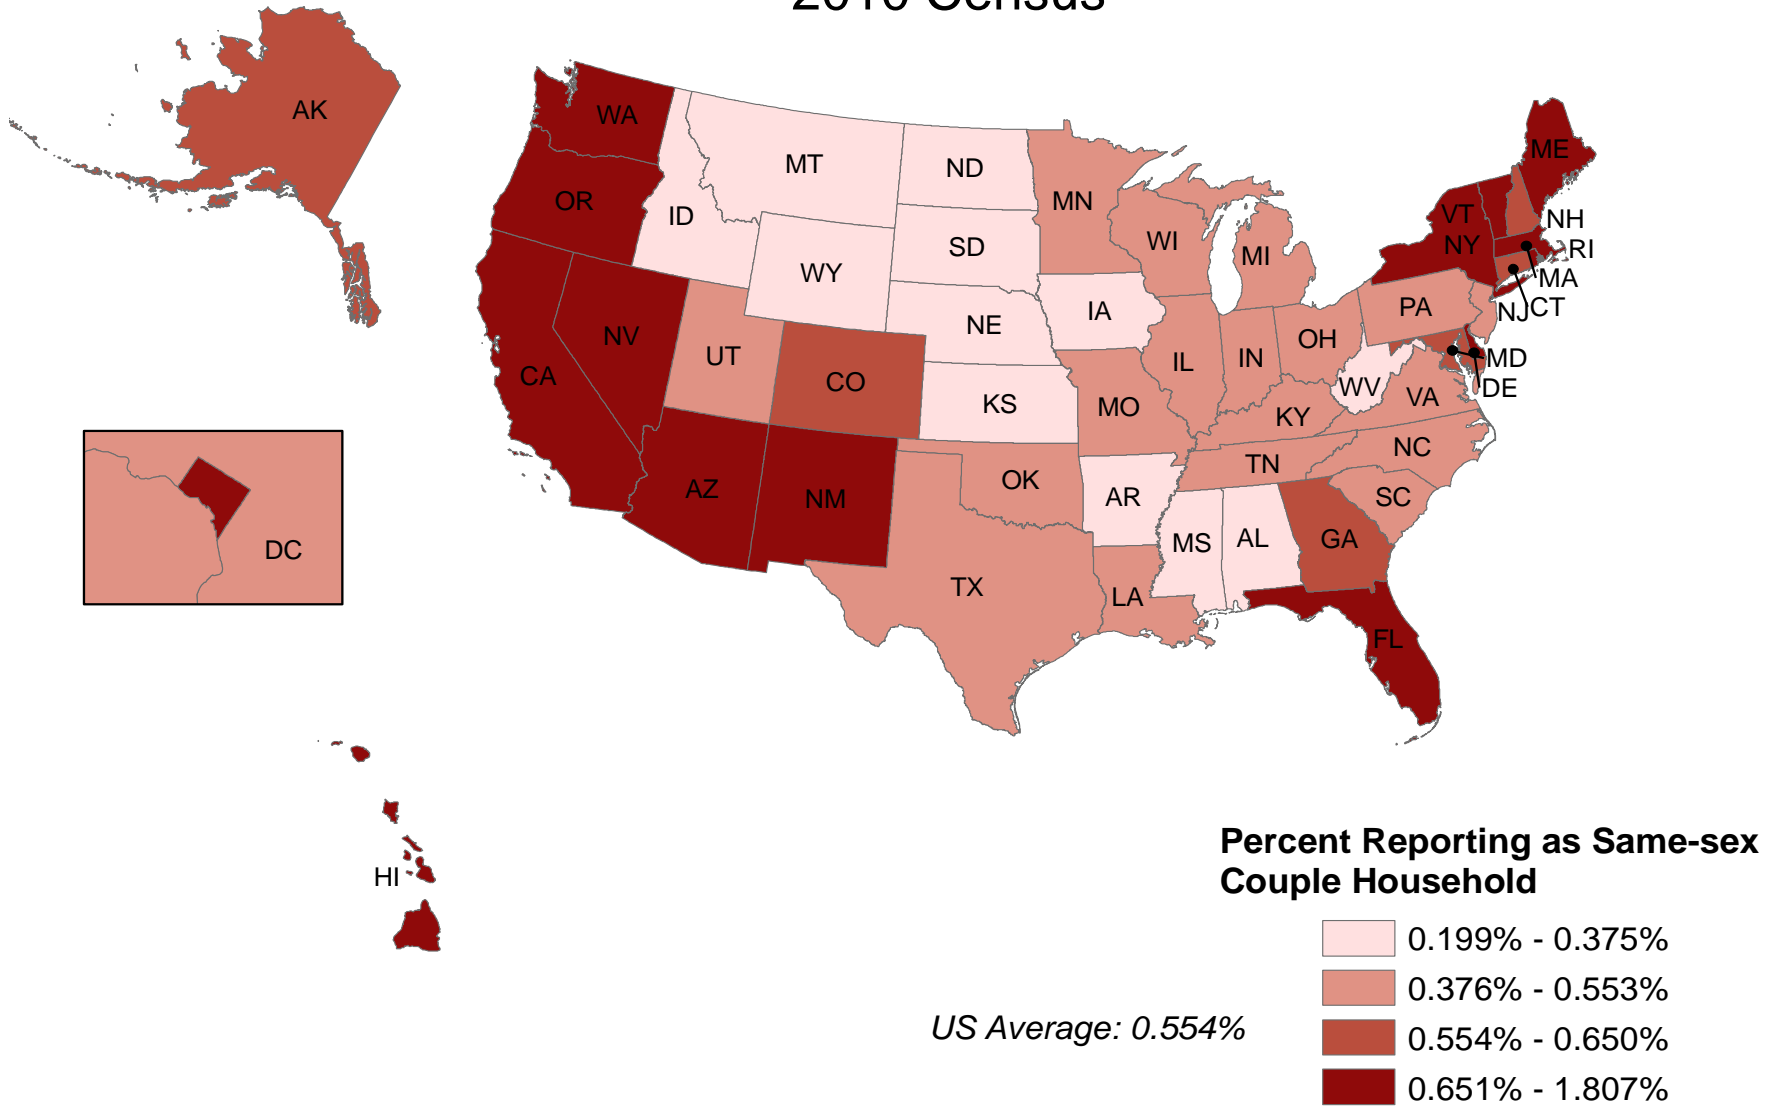 2010 Census
AK
WA
MT
ND
MN
ME
OR
ID
SD
WI
MI
VT
NY
NH
RI
MA
CT
NJ
WY
NE
IA
PA
NV
UT
CO
IL
IN
OH
MD
DE
CA
KS
MO
KY
WV
VA
AZ
NM
OK
AR
TN
NC
SC
DC
TX
LA
MS
AL
GA
FL
HI
Percent Reporting as Same-sex
Couple Household
0.199% - 0.375%
0.376% - 0.553%
0.554% - 0.650%
0.651% - 1.807%
US Average: 0.554%